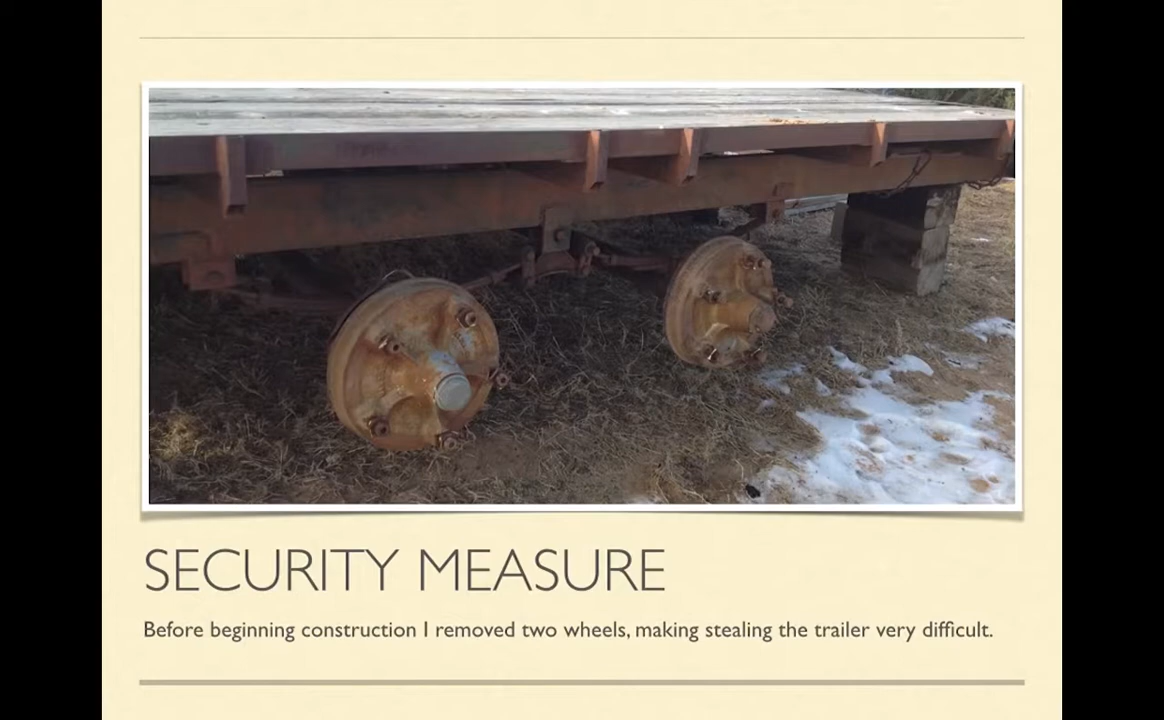 SECURITY MEASURE
Before beginning construction I removed two wheels, making stealing the trailer very difficult.